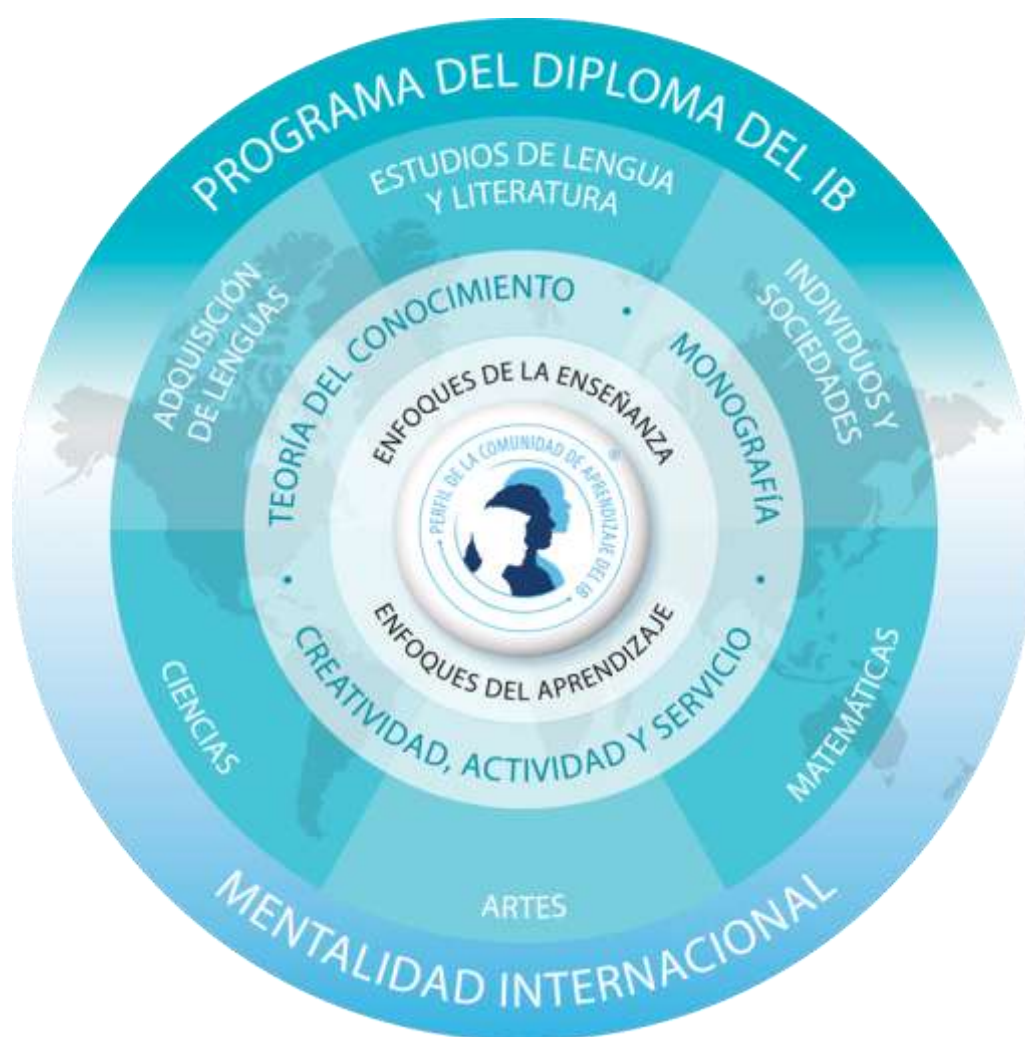 PROGRAMA DEL DIPLOMA DEL IB
ESTUDIOS DE LENGUA
Y LITERATURA
ADQUISICIÓN
DE LENGUAS
INDIVIDUOS Y
SOCIEDADES
TEORÍA DEL CONOCIMIENTO
•
MONOGRAFÍA
ENFOQUES DE LA ENSEÑANZA
PERFIL DE LA COMUNIDAD DE APRENDIZAJE DEL IB
®
ENFOQUES DEL APRENDIZAJE
•
CREATIVIDAD, ACTIVIDAD Y SERVICIO
•
CIENCIAS
MATEMÁTICAS
ARTES
MENTALIDAD INTERNACIONAL